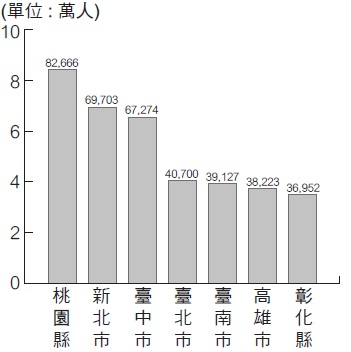 (單位：萬人)
10
8
6
4
2
0
82,666
69,703
67,274
40,700
39,127
38,223
36,952
桃園縣
新北市
臺中市
臺北市
臺南市
高雄市
彰化縣